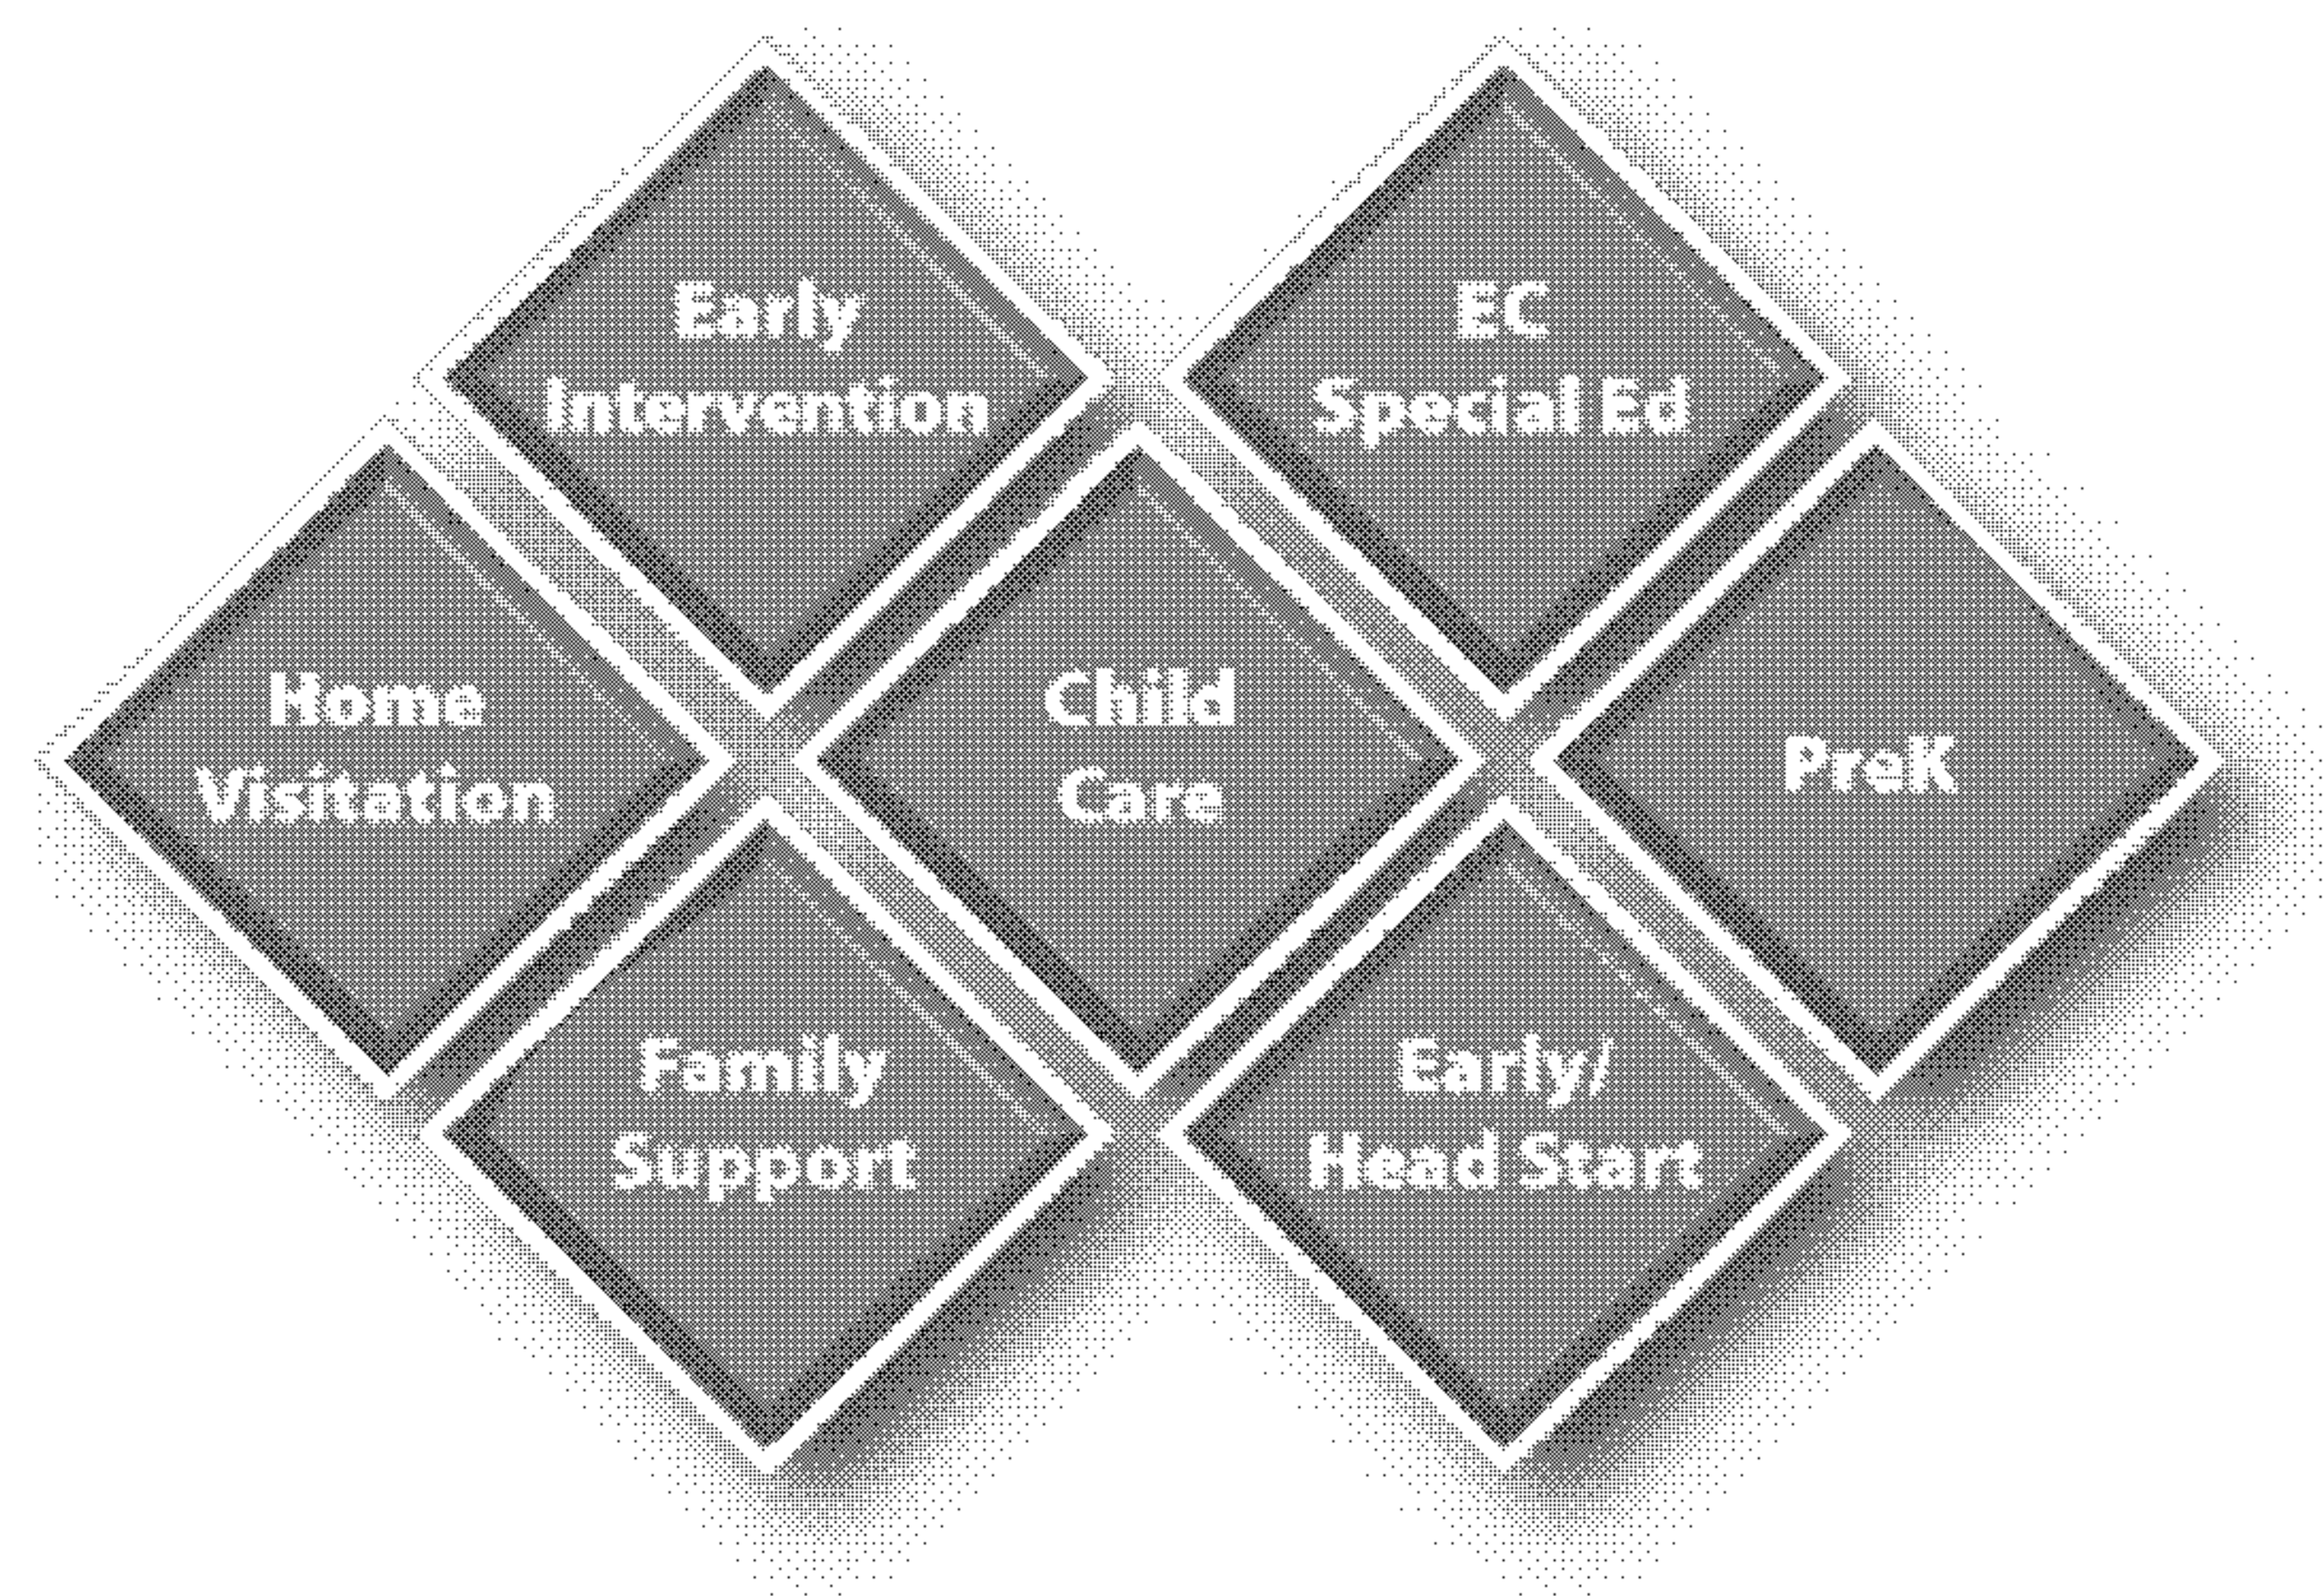 Early
Intervention
EC
Special Ed
Home
Visitation
Child
Care
PreK
Family
Support
Early/
Head Start